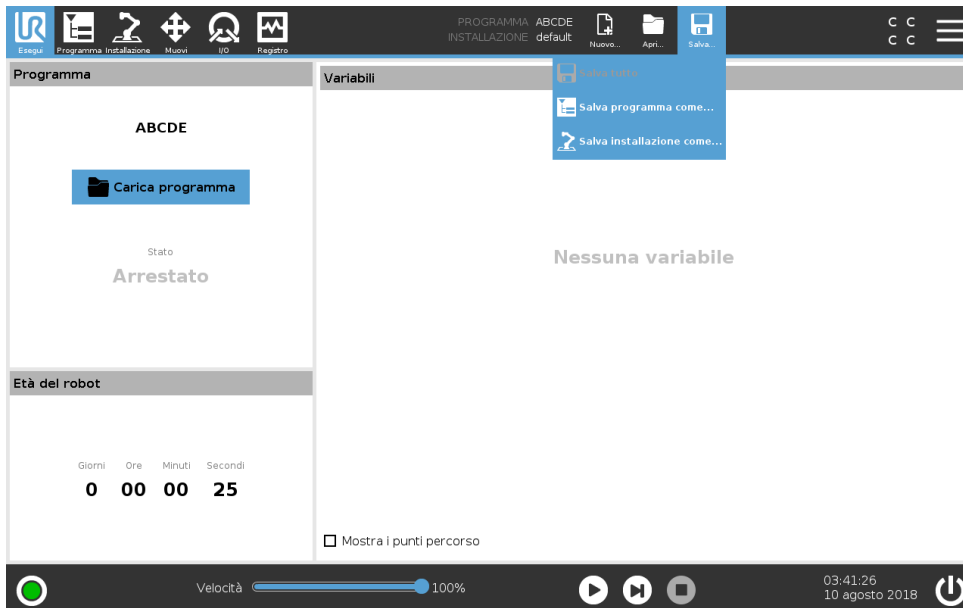 UR
Esegui
Programma
Installazione
Muovi
I/O
Registro
PROGRAMMA ABCDE
INSTALLAZIONE default
Nuovo...
Apri...
Salva...
C C
C C
Salva tutto
Salva programma come...
Salva installazione come...
Programma
ABCDE
Carica programma
Stato
Arrestato
Età del robot
Giorni Ore Minuti Secondi
0 00 00 25
Variabili
Nessuna variabile
Mostra i punti percorso
Velocità 100%
03:41:26
10 agosto 2018